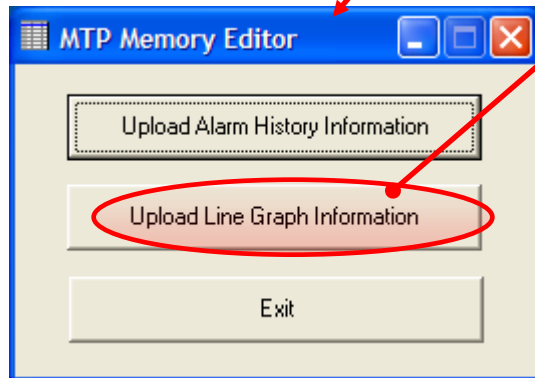 MTP Memory Editor
Upload Alarm History Information
Upload Line Graph Information
Exit